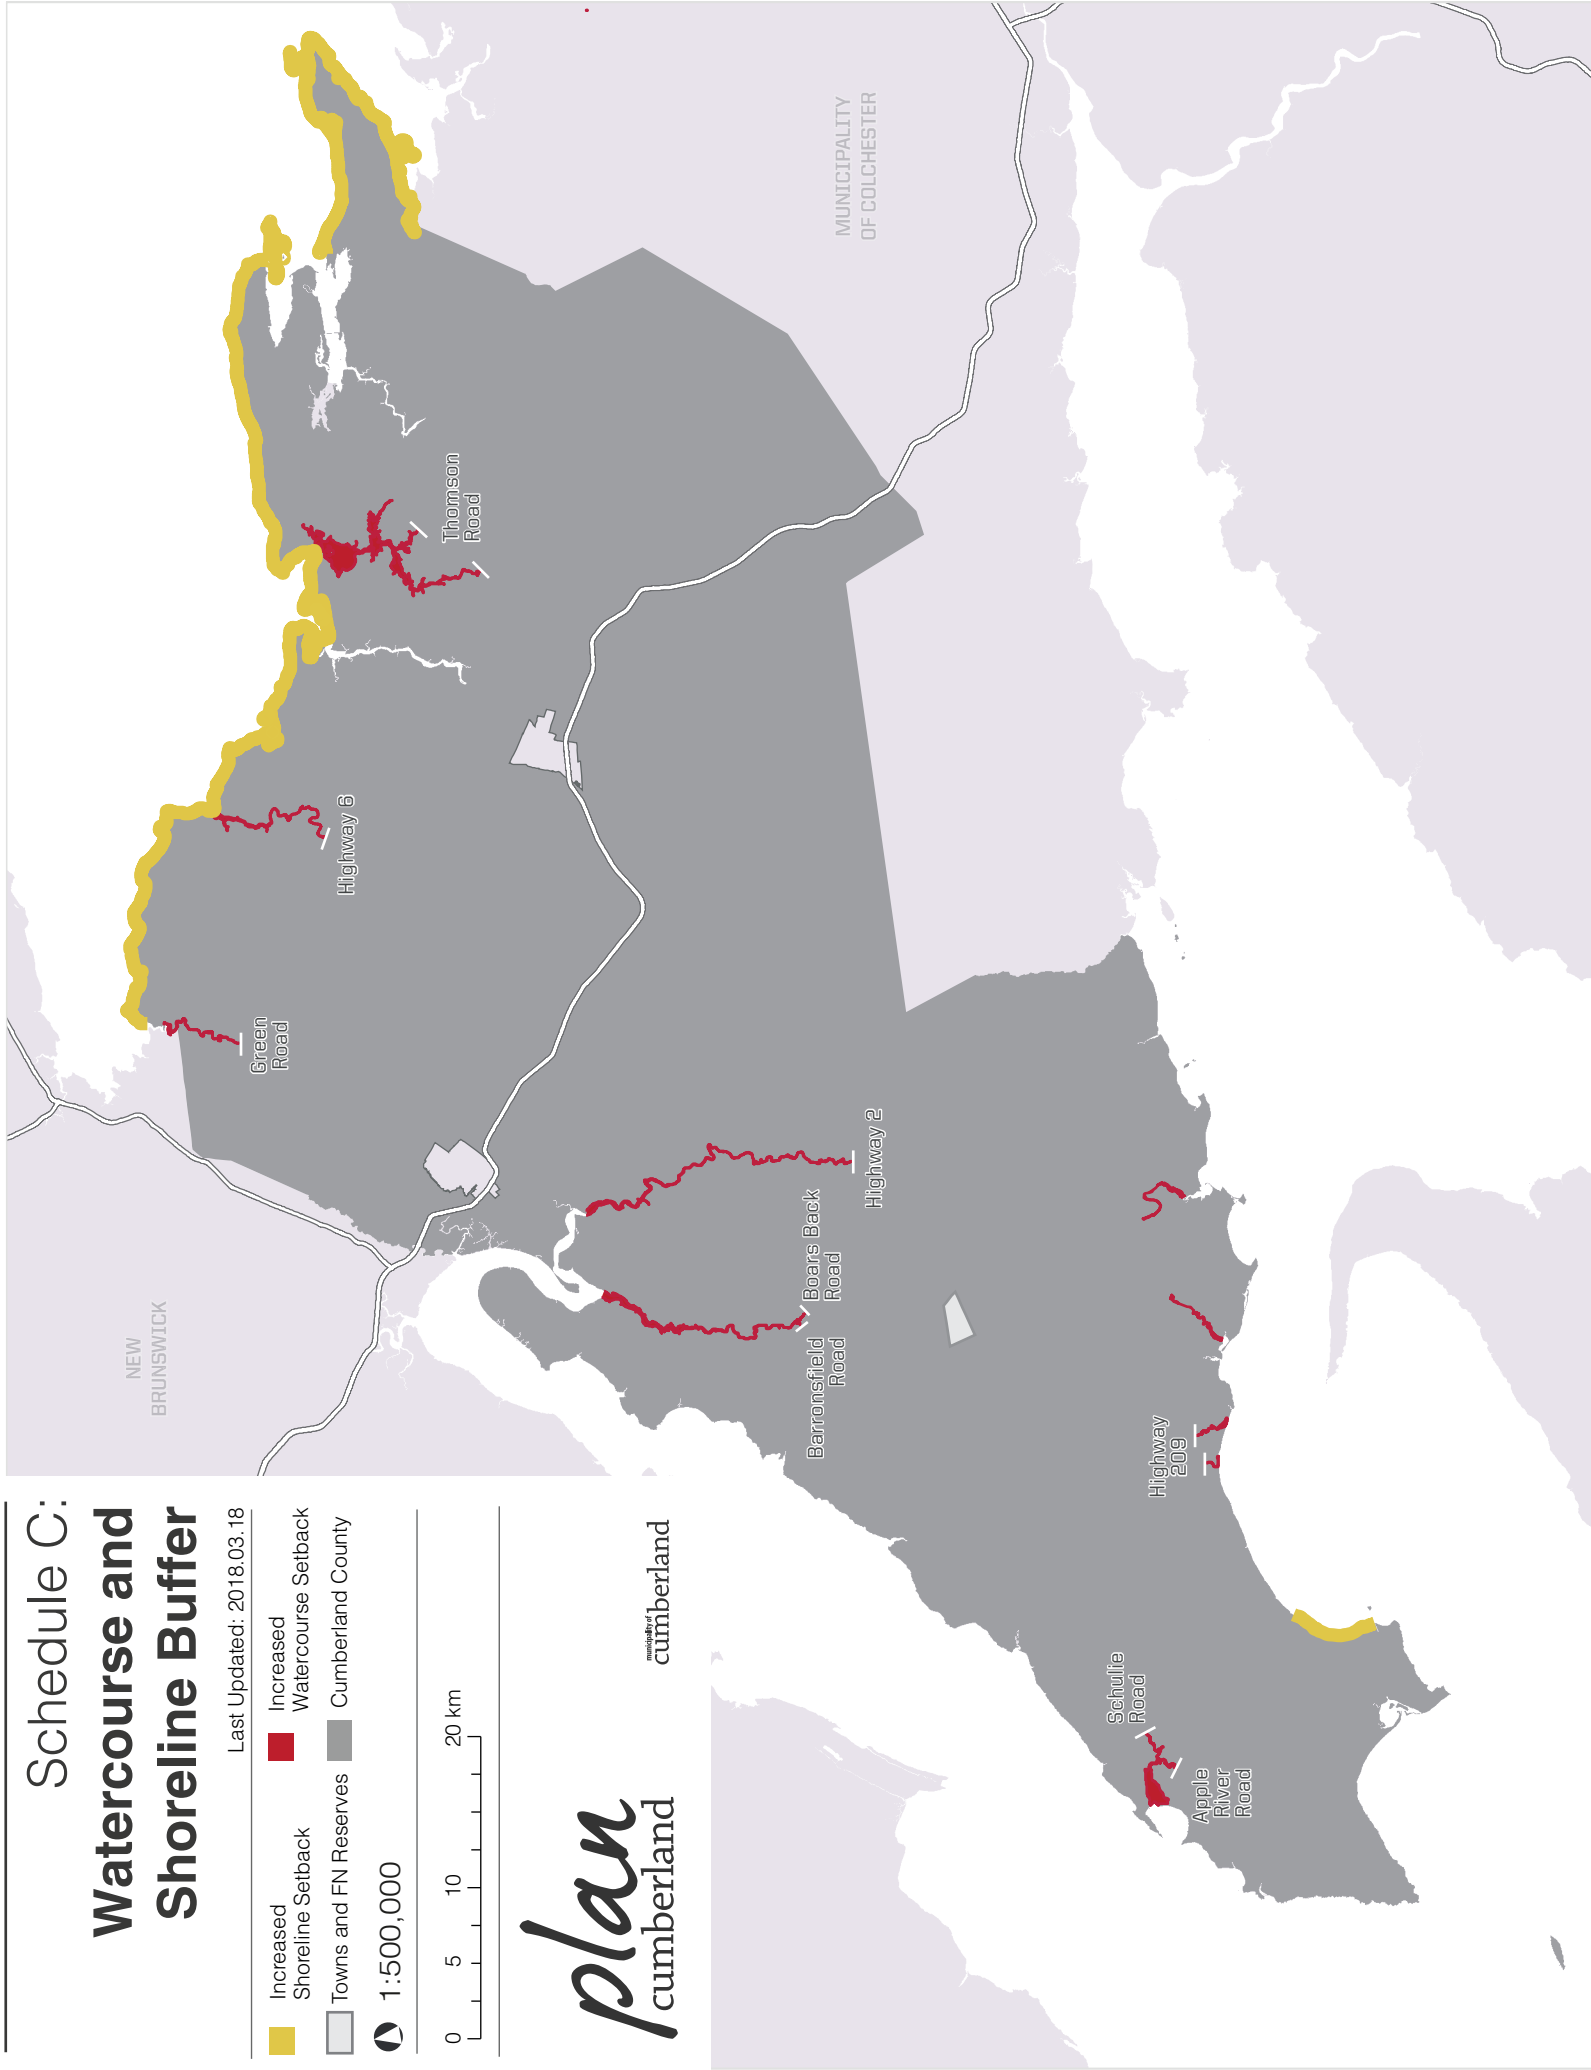 Schedule C:
Watercourse and
Shoreline Buffer
Last Updated: 2018.03.18
Increased
Shoreline Setback
Increased
Watercourse Setback
Towns and FN Reserves
Cumberland County
1:500,000
0 5 10 20 km
plan
cumberland
municipality of
cumberland
NEW
BRUNSWICK
MUNICIPALITY
OF COLCHESTER
Green
Road
Highway 6
Thomson
Road
Highway 2
Boars Back
Road
Barronsfield
Road
Highway
209
Schulie
Road
Apple
River
Road